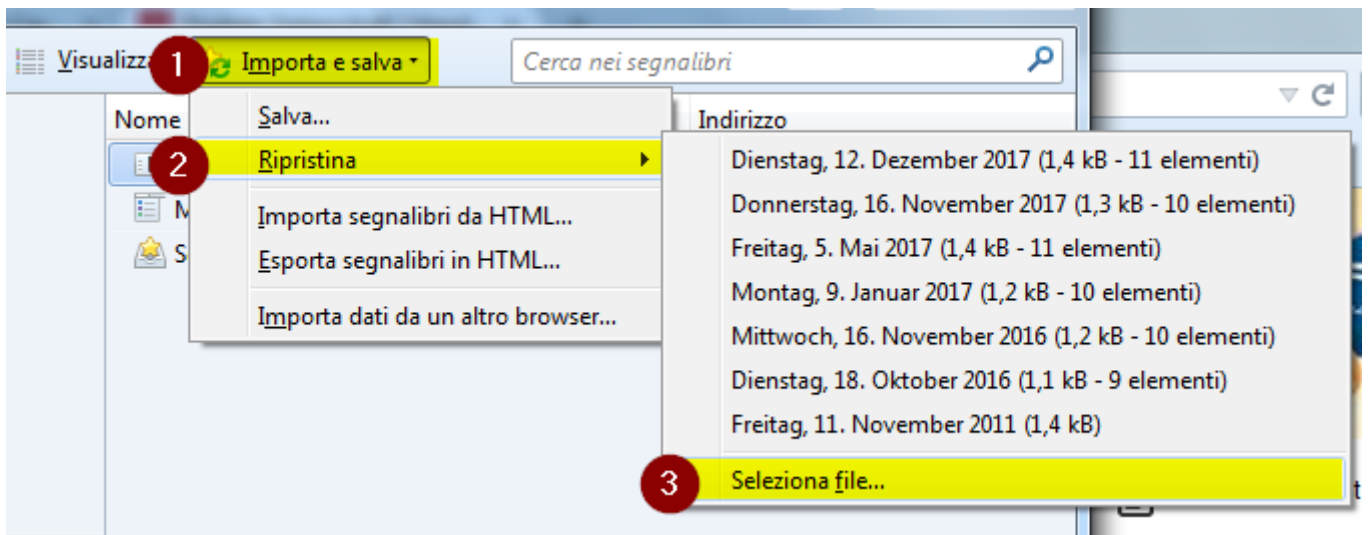 Visualizz
1
Importa e salva
Cerca nei segnalibri
Nome
Salva...
Indirizzo
2
Ripristina
Dienstag, 12. Dezember 2017 (1,4 kB - 11 elementi)
Donnerstag, 16. November 2017 (1,3 kB - 10 elementi)
M
Importa segnalibri da HTML...
Freitag, 5. Mai 2017 (1,4 kB - 11 elementi)
S
Esporta segnalibri in HTML...
Montag, 9. Januar 2017 (1,2 kB - 10 elementi)
Importa dati da un altro browser...
Mittwoch, 16. November 2016 (1,2 kB - 10 elementi)
Dienstag, 18. Oktober 2016 (1,1 kB - 9 elementi)
Freitag, 11. November 2011 (1,4 kB)
3
Seleziona file...